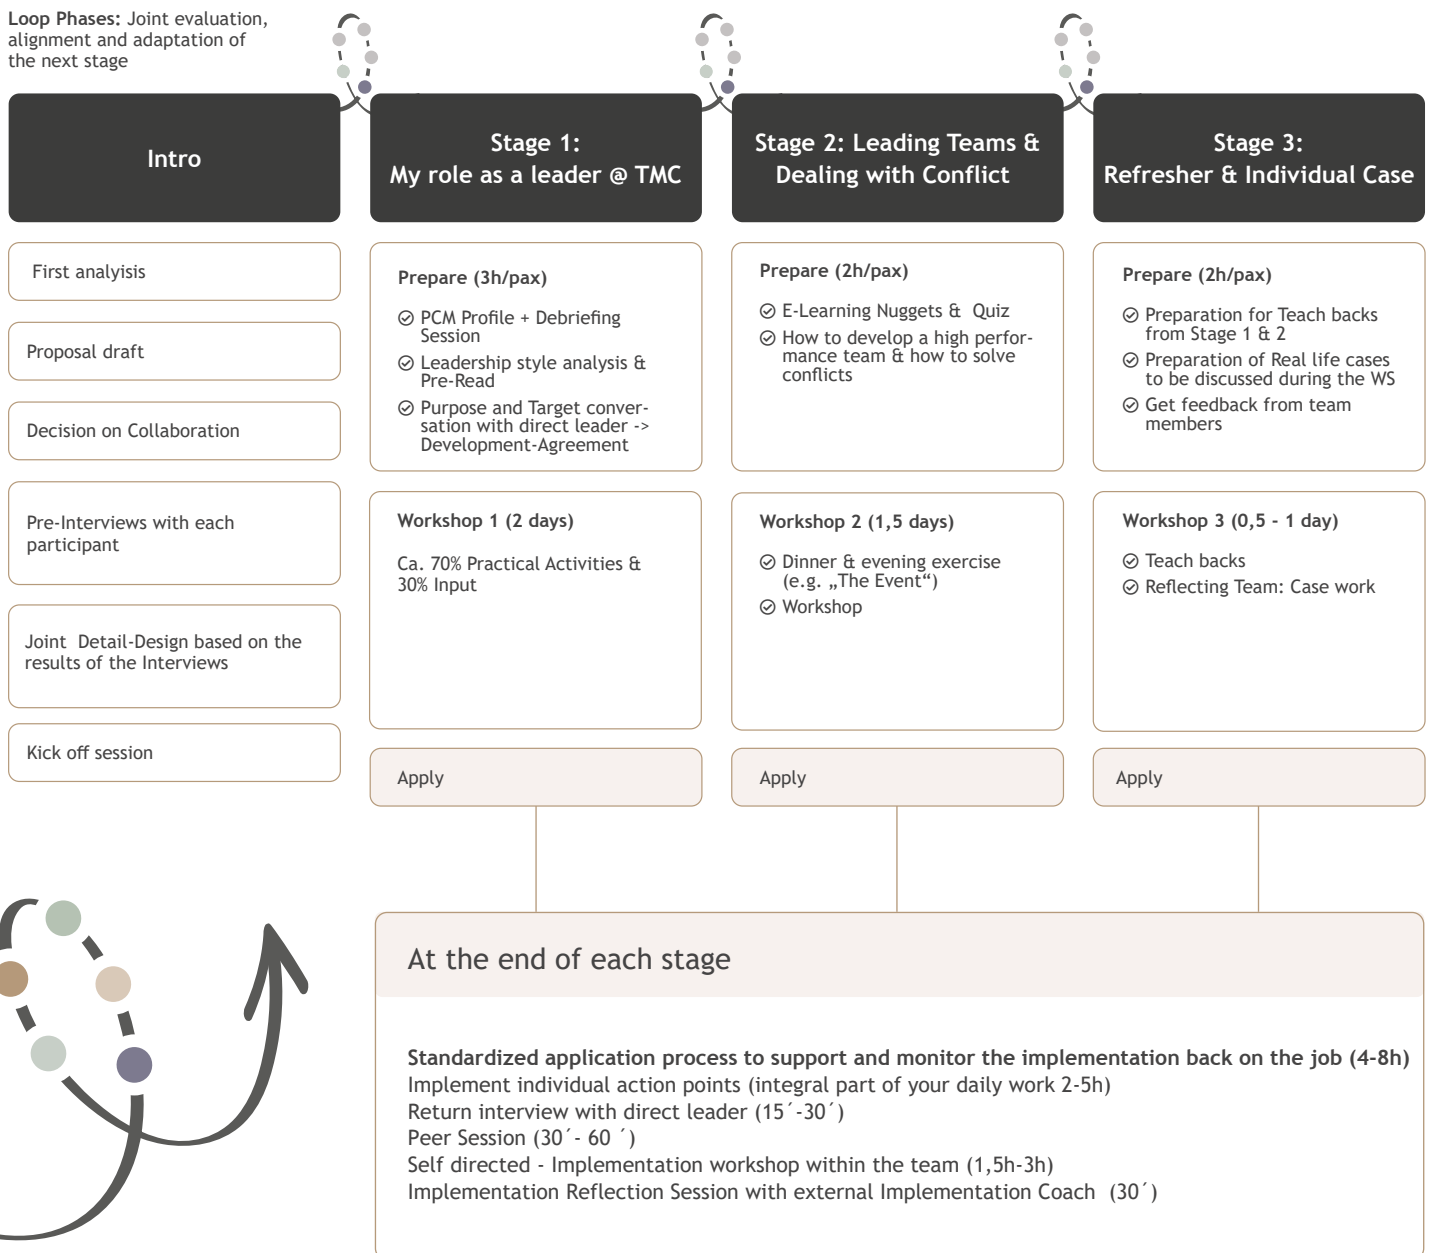 Loop Phases: Joint evaluation,
alignment and adaptation of
the next stage
Intro
First analyisis
Proposal draft
Decision on Collaboration
Pre-Interviews with each
participant
Joint  Detail-Design based on the
results of the Interviews
Kick off session
Stage 1:
My role as a leader @ TMC
Prepare (3h/pax)
PCM Profile + Debriefing
Session
Leadership style analysis &
Pre-Read
Purpose and Target conver-
sation with direct leader ->
Development-Agreement
Workshop 1 (2 days)
Ca. 70% Practical Activities &
30% Input
Apply
Stage 2: Leading Teams &
Dealing with Conflict
Prepare (2h/pax)
E-Learning Nuggets &  Quiz
How to develop a high perfor-
mance team & how to solve
conflicts
Workshop 2 (1,5 days)
Dinner & evening exercise
(e.g. „The Event“)
Workshop
Apply
Stage 3:
Refresher & Individual Case
Prepare (2h/pax)
Preparation for Teach backs
from Stage 1 & 2
Preparation of Real life cases
to be discussed during the WS
Get feedback from team
members
Workshop 3 (0,5 - 1 day)
Teach backs
Reflecting Team: Case work
Apply
At the end of each stage
Standardized application process to support and monitor the implementation back on the job (4-8h)
Implement individual action points (integral part of your daily work 2-5h)
Return interview with direct leader (15´-30´)
Peer Session (30´- 60 ´)
Self directed - Implementation workshop within the team (1,5h-3h)
Implementation Reflection Session with external Implementation Coach  (30´)